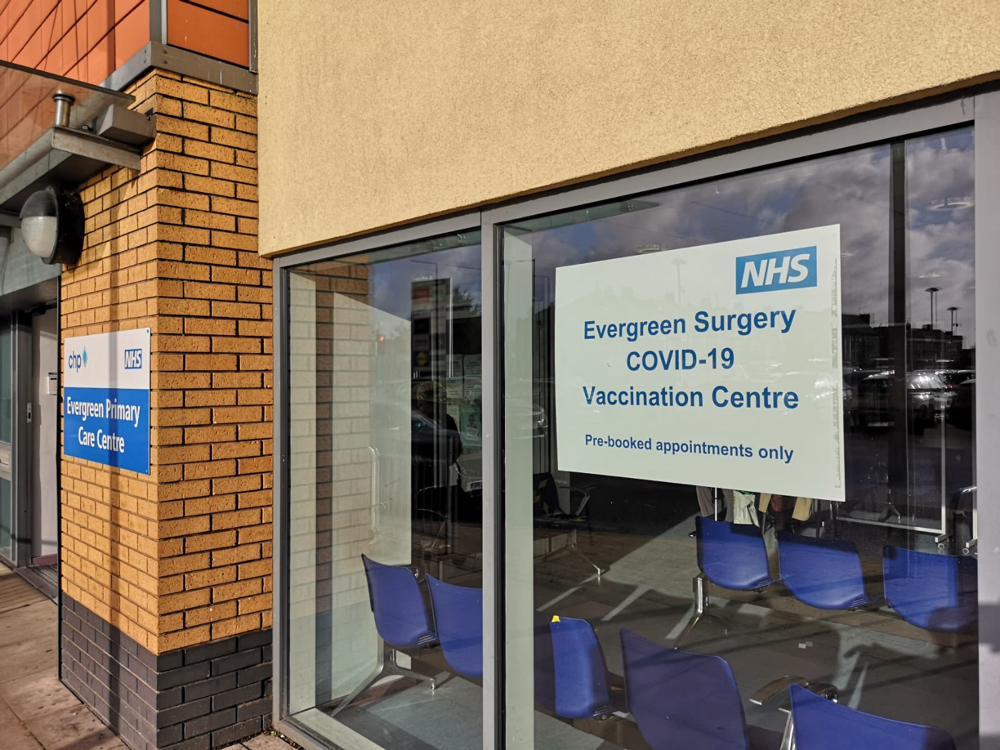 chp
NHS
Evergreen Primary
Care Centre
NHS
Evergreen Surgery
COVID-19
Vaccination Centre
Pre-booked appointments only